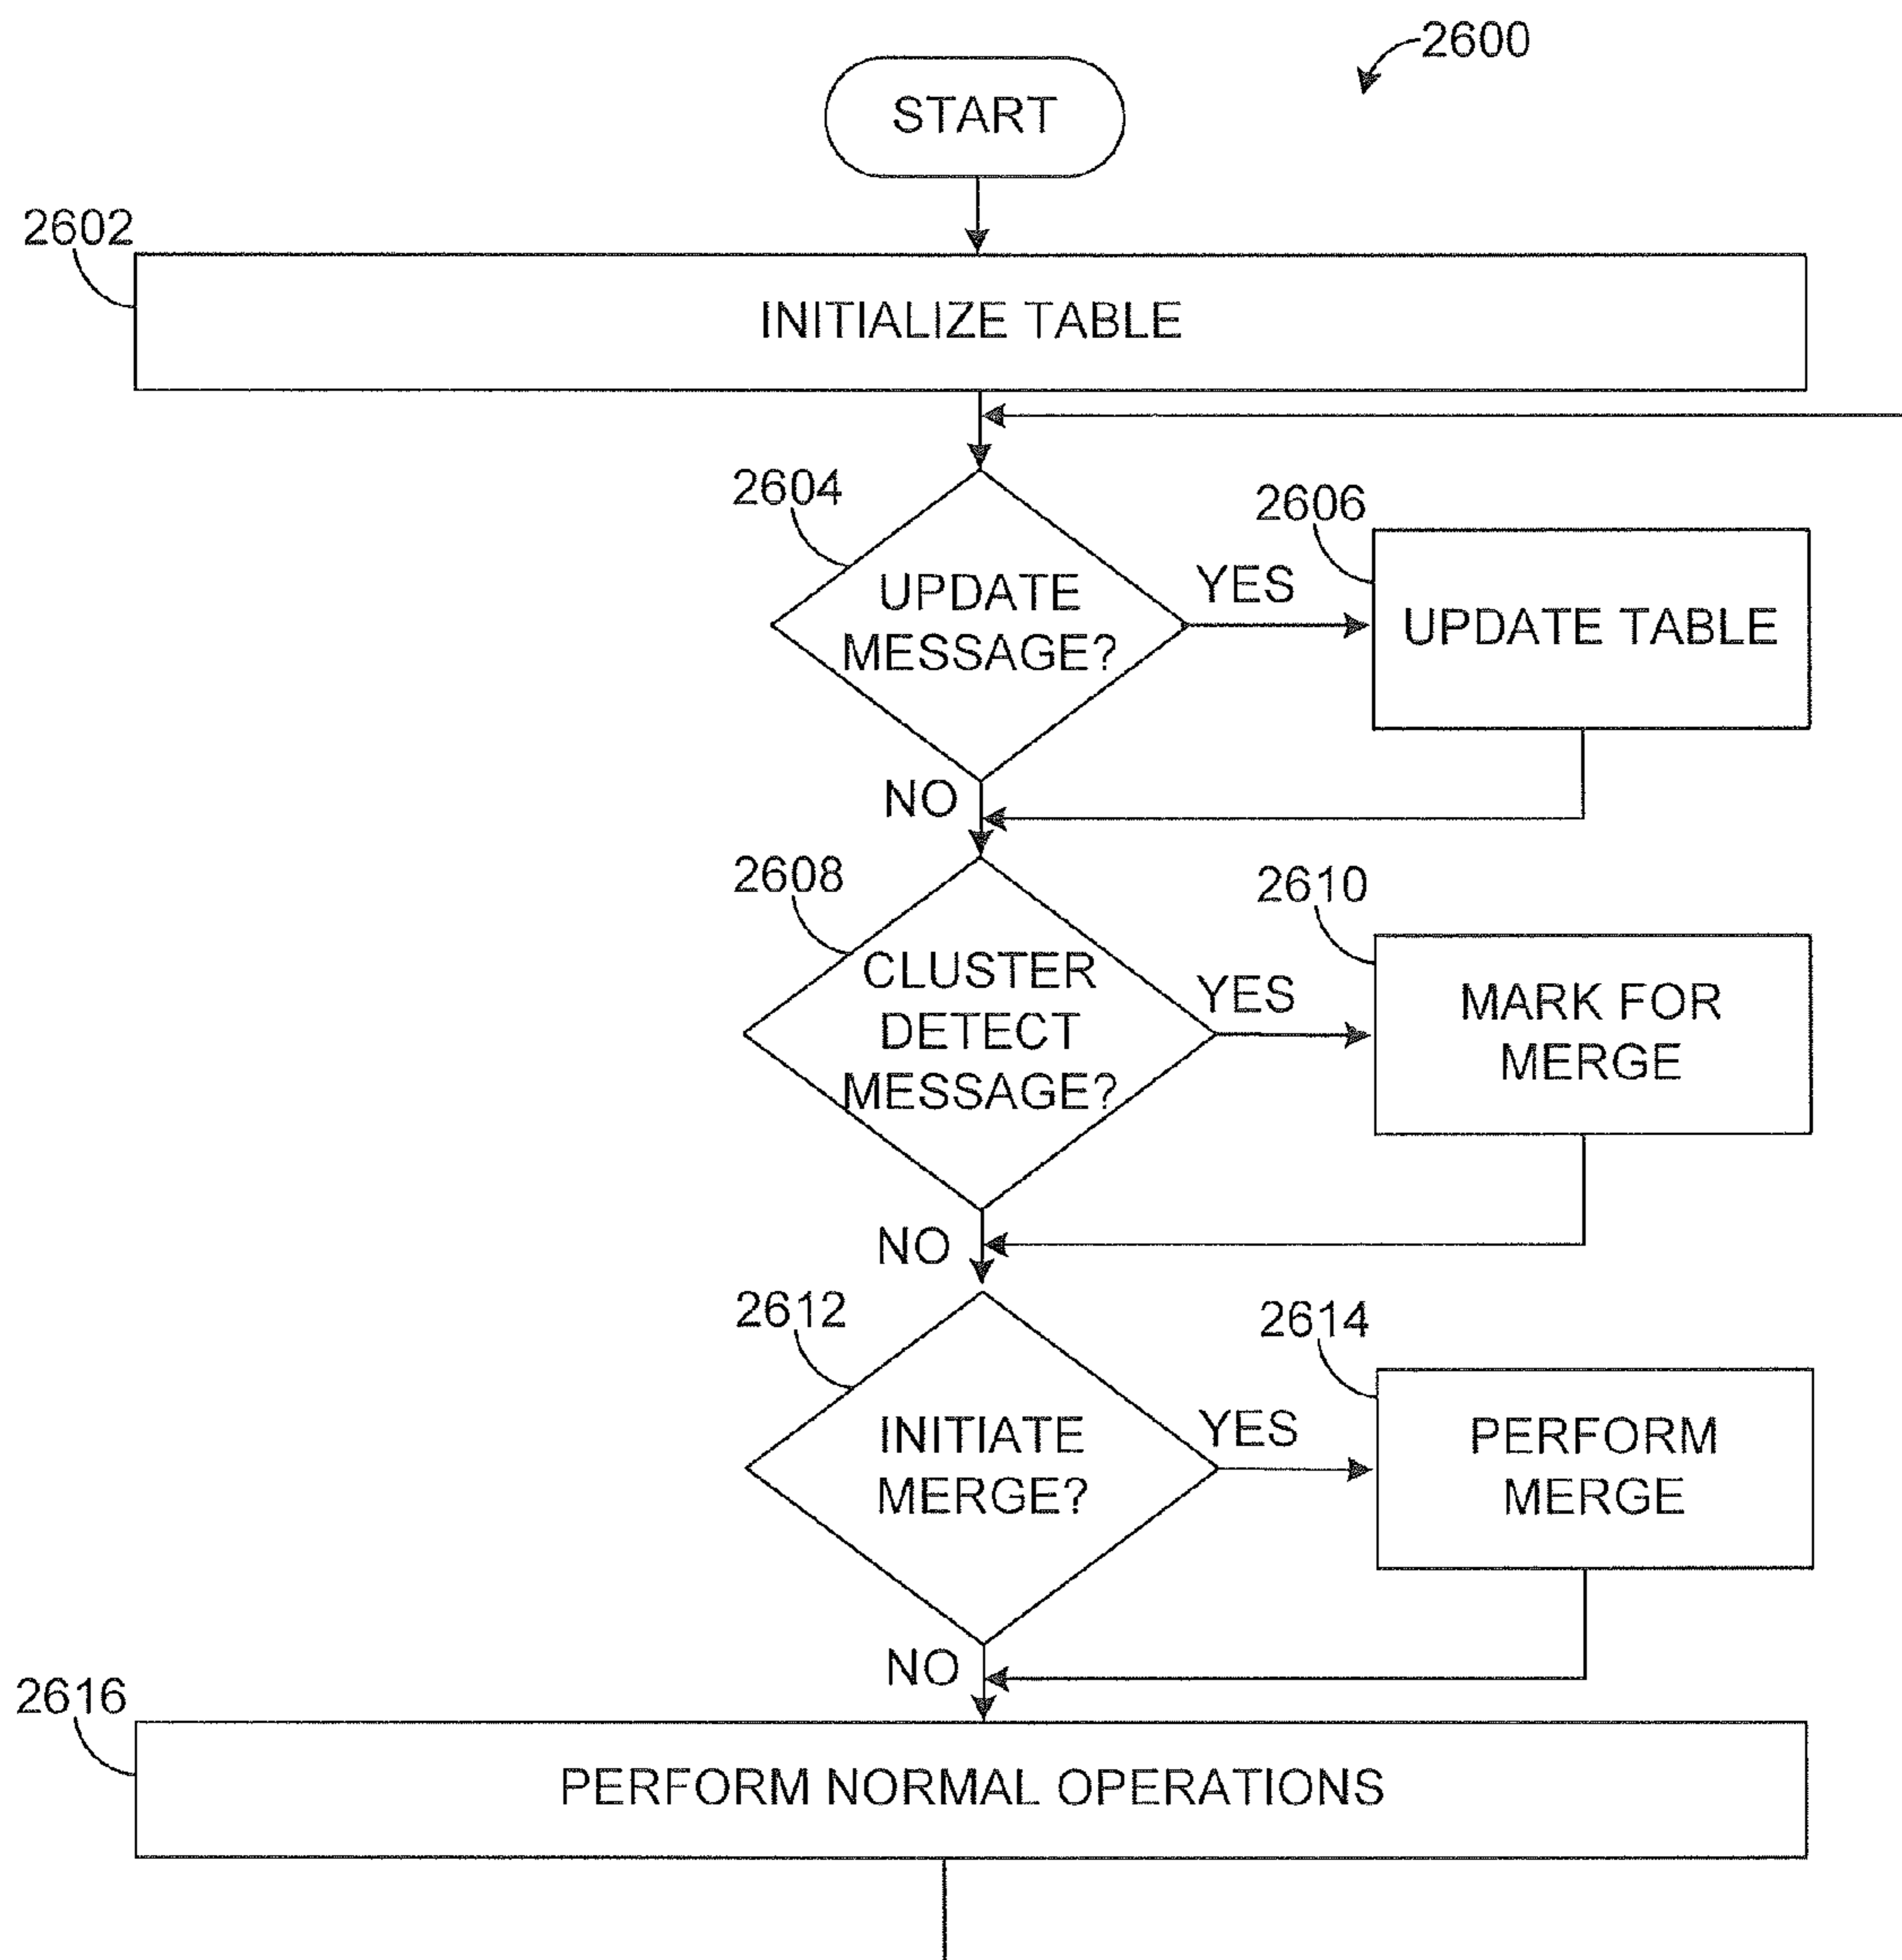 2600
START
2602
INITIALIZE TABLE
2604
2606
UPDATE
MESSAGE?
YES
UPDATE TABLE
NO
2608
2610
CLUSTER
DETECT
MESSAGE?
YES
MARK FOR
MERGE
NO
2612
2614
INITIATE
MERGE?
YES
PERFORM
MERGE
NO
2616
PERFORM NORMAL OPERATIONS